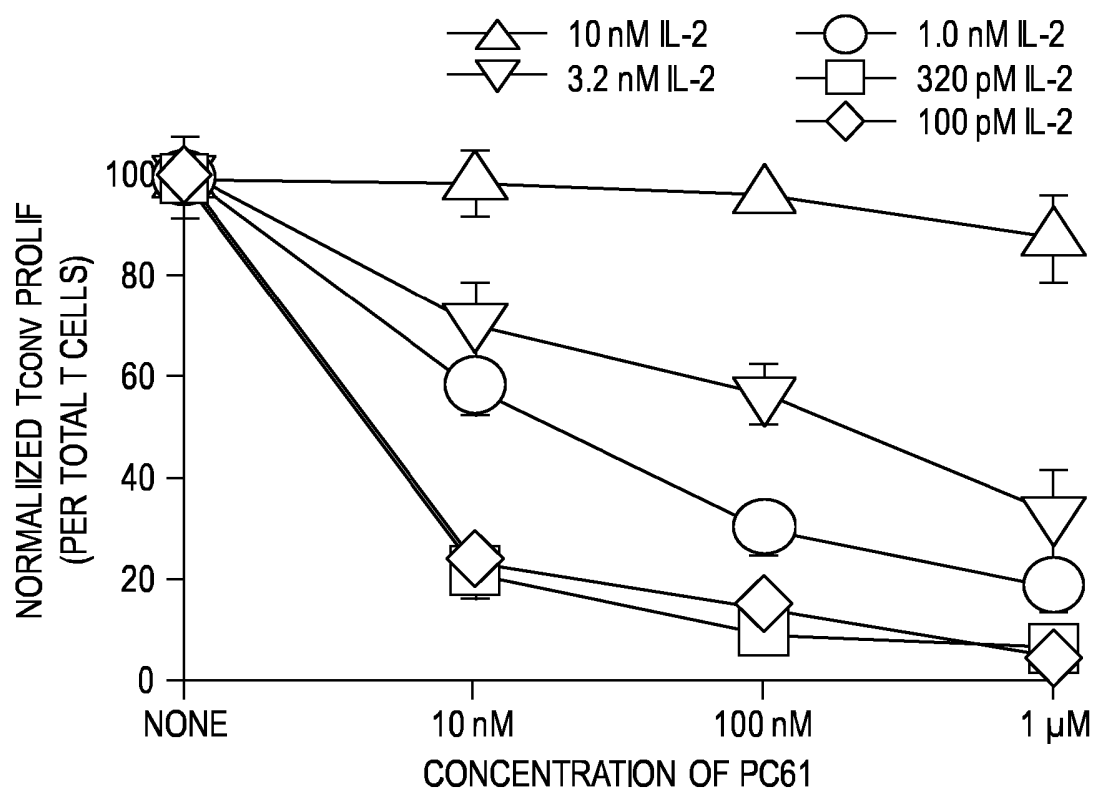 10 nM IL-2
3.2 nM IL-2
1.0 nM IL-2
320 pM IL-2
100 pM IL-2
NORMALIIZED TCONV PROLIF
(PER TOTAL T CELLS)
100
80
60
40
20
0
NONE
10 nM
100 nM
1 µM
CONCENTRATION OF PC61